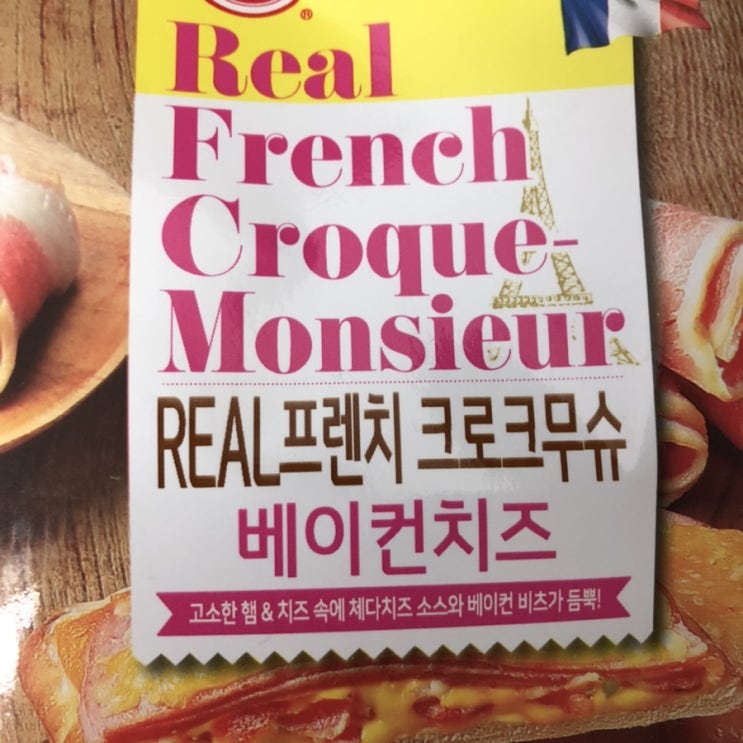 Real
French
Croque-
Monsieur
REAL프렌치 크로크무슈
베이컨치즈
고소한 햄 & 치즈 속에 체다치즈 소스와 베이컨 비츠가 듬뿍!